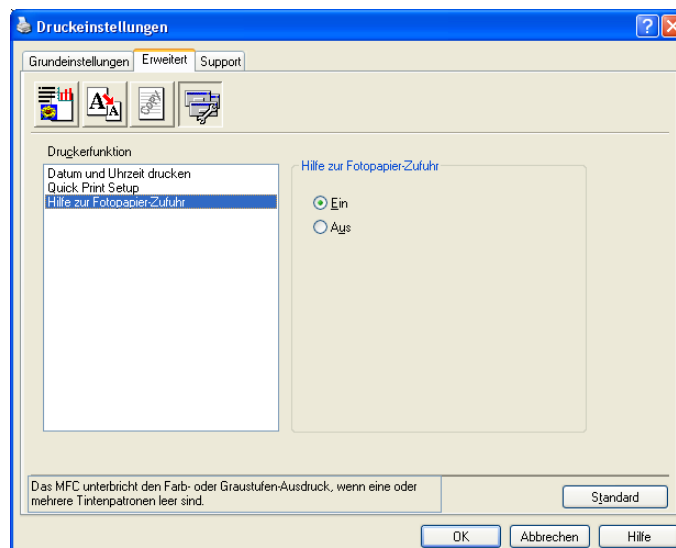 Druckeinstellungen
Grundeinstellungen Erweitert Support
Druckerfunktion
Datum und Uhrzeit drucken
Quick Print Setup
Hilfe zur Fotopapier-Zufuhr
Hilfe zur Fotopapier-Zufuhr
Ein
Aus
Das MFC unterbricht den Farb- oder Graustufen-Ausdruck, wenn eine oder
mehrere Tintenpatronen leer sind.
Standard
OK Abbrechen Hilfe